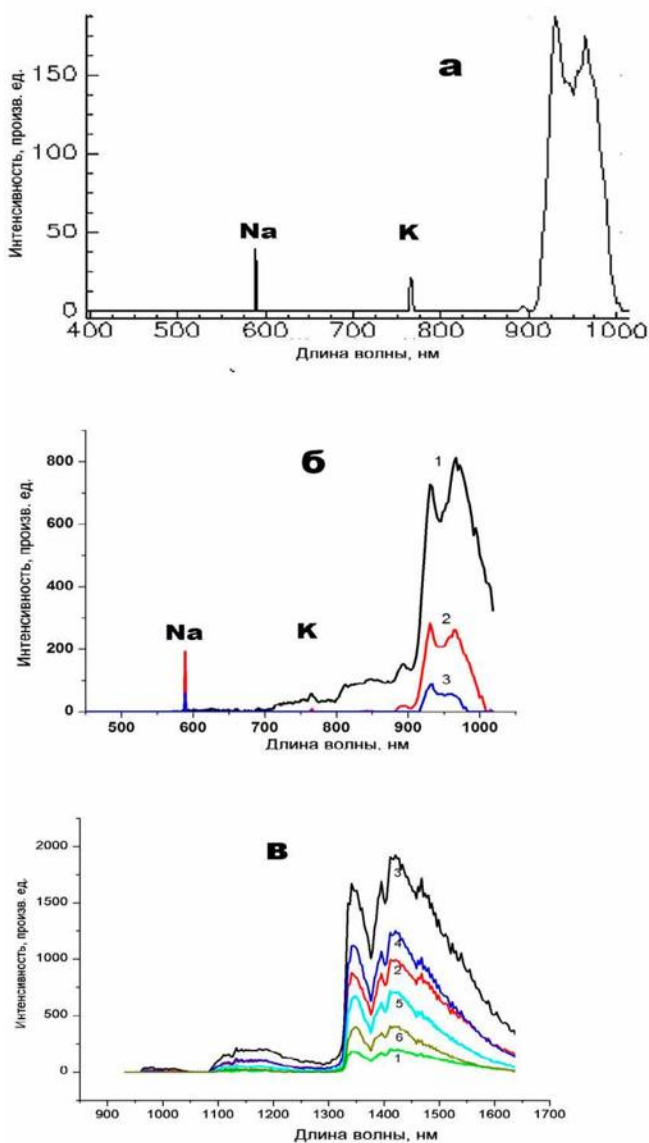 Интенсивность, произв. ед.
150
100
50
0
а
Na
K
400 500 600 700 800 900 1000
Длина волны, нм
Интенсивность, произв. ед.
800
600
400
200
0
б
1
2
3
Na
K
500 600 700 800 900 1000
Длина волны, нм
Интенсивность, произв. ед.
2000
1500
1000
500
0
в
3
4
2
5
6
1
900 1000 1100 1200 1300 1400 1500 1600 1700
Длина волны, нм